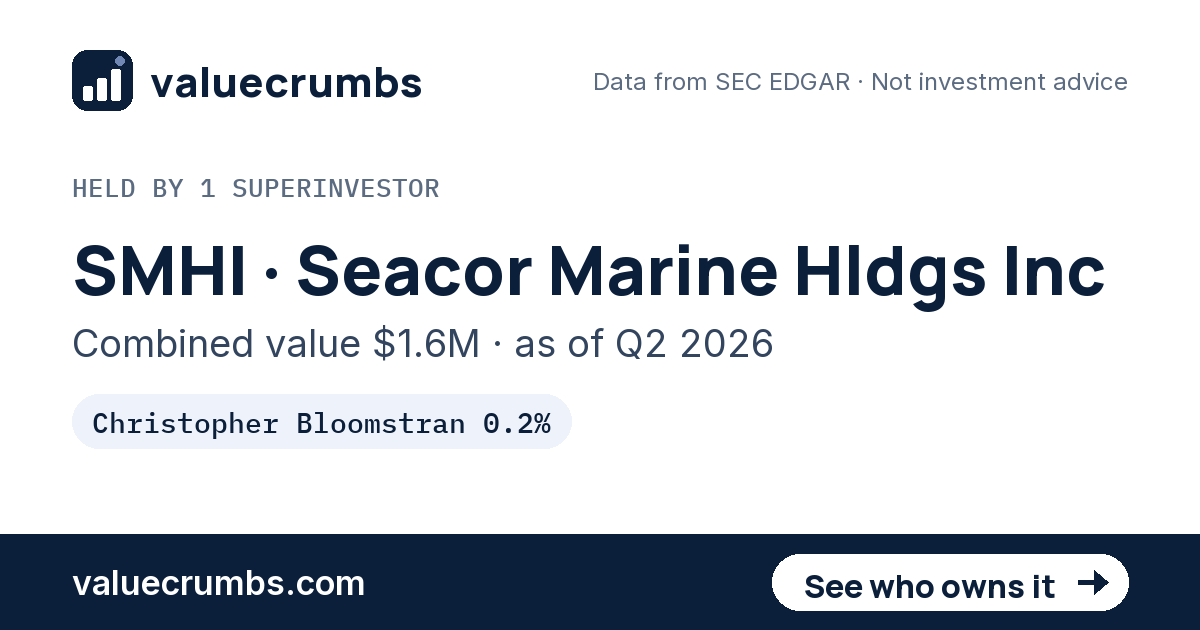 valuecrumbs
Data from SEC EDGAR · Not investment advice
HELD BY 1 SUPERINVESTOR
SMHI · Seacor Marine Hldgs Inc
Combined value $1.6M · as of Q2 2026
Christopher Bloomstran 0.2%
valuecrumbs.com
See who owns it →